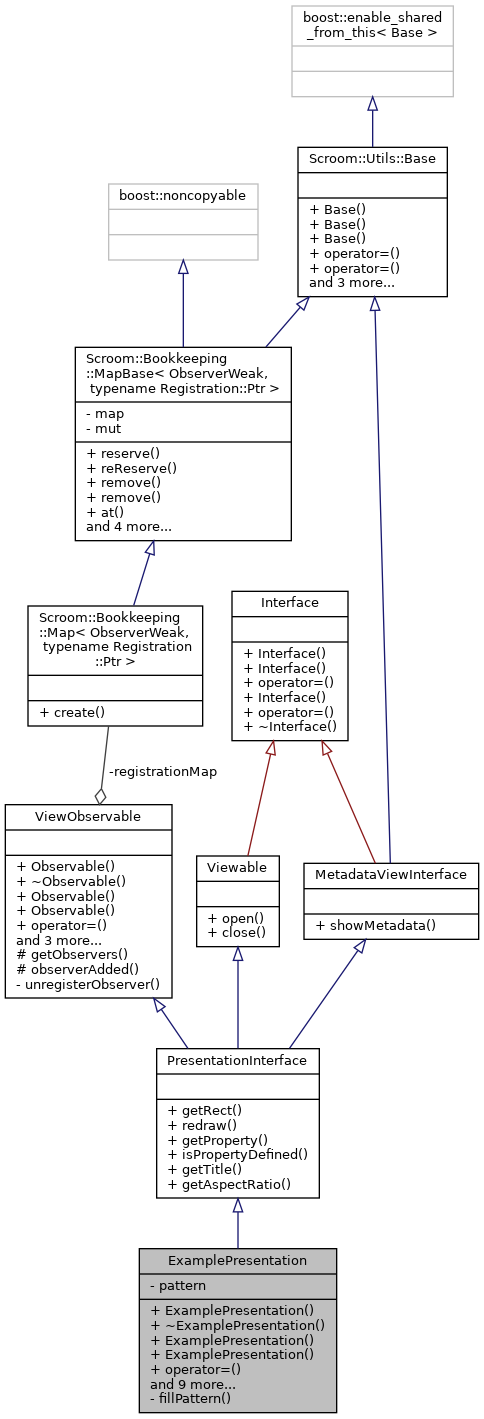 boost::enable_shared
_from_this< Base >
Scroom::Utils::Base
+ Base()
+ Base()
+ Base()
+ operator=()
+ operator=()
and 3 more...
boost::noncopyable
Scroom::Bookkeeping
::MapBase< ObserverWeak,
typename Registration::Ptr >
- map
- mut
+ reserve()
+ reReserve()
+ remove()
+ remove()
+ at()
and 4 more...
Scroom::Bookkeeping
::Map< ObserverWeak,
typename Registration
::Ptr >
+ create()
Interface
+ Interface()
+ Interface()
+ operator=()
+ Interface()
+ operator=()
+ ~Interface()
-registrationMap
ViewObservable
+ Observable()
+ ~Observable()
+ Observable()
+ Observable()
+ operator=()
and 3 more...
# getObservers()
# observerAdded()
- unregisterObserver()
Viewable
+ open()
+ close()
MetadataViewInterface
+ showMetadata()
PresentationInterface
+ getRect()
+ redraw()
+ getProperty()
+ isPropertyDefined()
+ getTitle()
+ getAspectRatio()
ExamplePresentation
- pattern
+ ExamplePresentation()
+ ~ExamplePresentation()
+ ExamplePresentation()
+ ExamplePresentation()
+ operator=()
and 9 more...
- fillPattern()